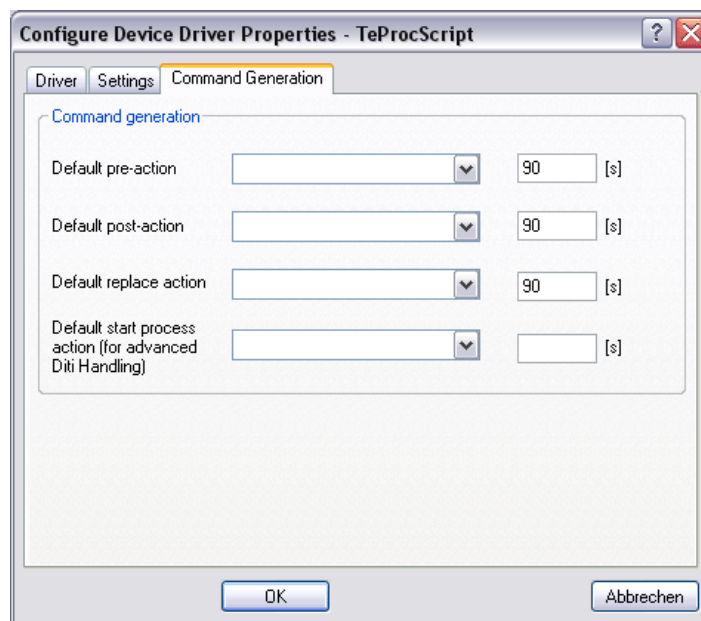 Configure Device Driver Properties - TeProcScript
?
Driver Settings Command Generation
Command generation
Default pre-action 90 [s]
Default post-action 90 [s]
Default replace action 90 [s]
Default start process
action (for advanced [s]
Diti Handling)
OK Abbrechen